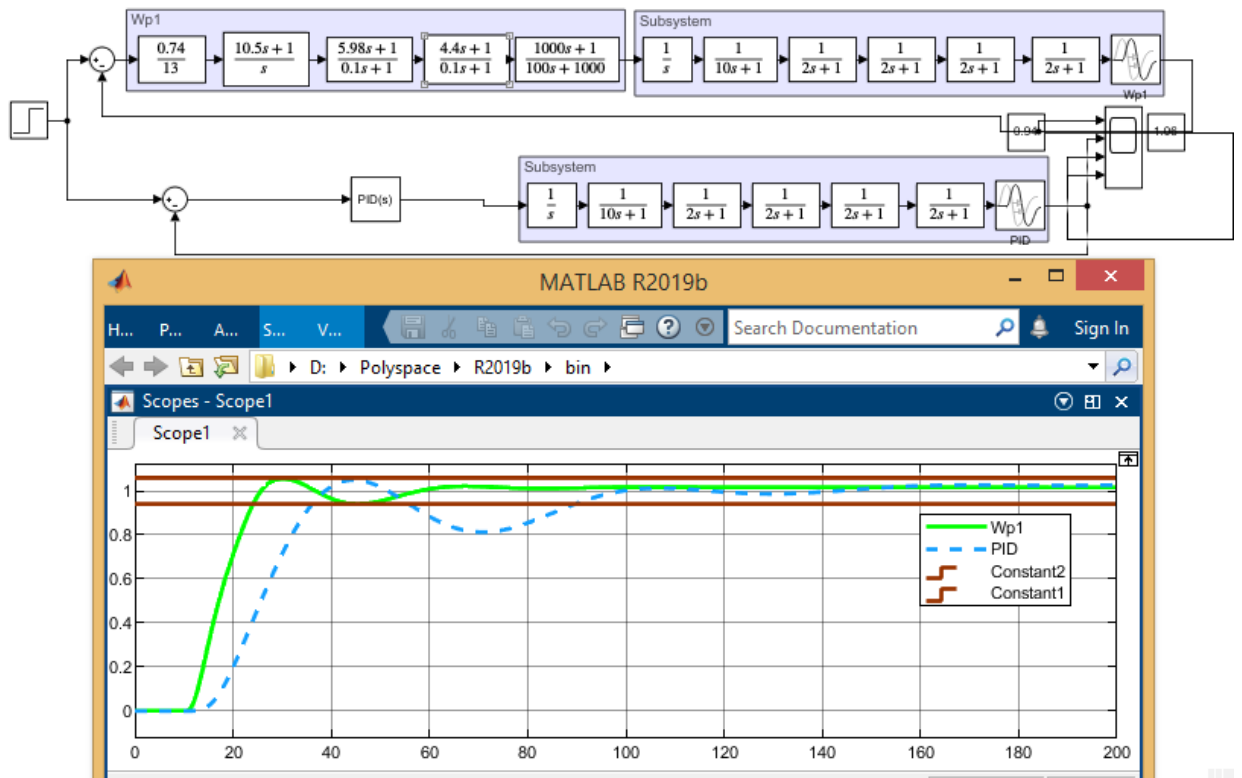 Wp1
Subsystem
0.74
13
10.5s + 1
s
5.98s + 1
0.1s + 1
4.4s + 1
0.1s + 1
1000s + 1
100s + 1000
1
s
1
10s + 1
1
2s + 1
1
2s + 1
1
2s + 1
1
2s + 1
Wp1
0.94
1.06
Subsystem
PID(s)
1
s
1
10s + 1
1
2s + 1
1
2s + 1
1
2s + 1
1
2s + 1
PID
MATLAB R2019b
H... P... A... S... V...
Search Documentation
Sign In
D: Polyspace R2019b bin
Scopes - Scope1
Scope1
1
0.8
0.6
0.4
0.2
0
Wp1
PID
Constant2
Constant1
0 20 40 60 80 100 120 140 160 180 200